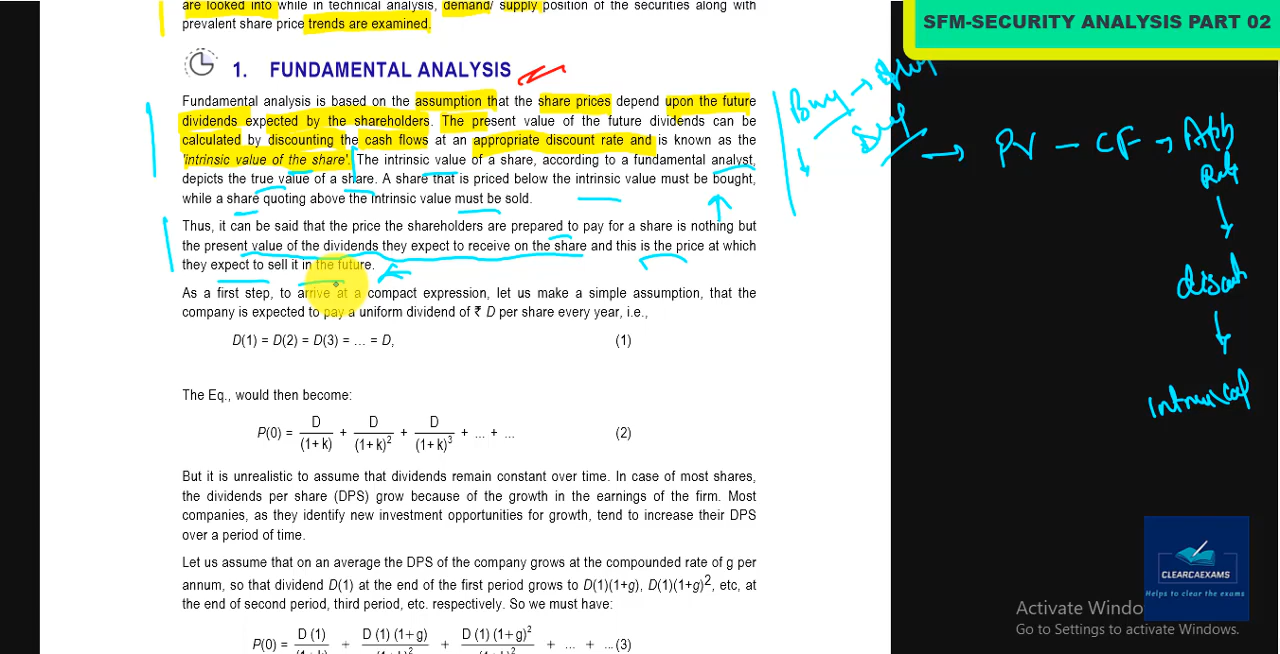 are looked into while in technical analysis, demand/ supply position of the securities along with
prevalent share price trends are examined.
SFM-SECURITY ANALYSIS PART 02
1. FUNDAMENTAL ANALYSIS
Fundamental analysis is based on the assumption that the share prices depend upon the future
dividends expected by the shareholders. The present value of the future dividends can be
calculated by discounting the cash flows at an appropriate discount rate and is known as the
'intrinsic value of the share'. The intrinsic value of a share, according to a fundamental analyst,
depicts the true value of a share. A share that is priced below the intrinsic value must be bought,
while a share quoting above the intrinsic value must be sold.
Thus, it can be said that the price the shareholders are prepared to pay for a share is nothing but
the present value of the dividends they expect to receive on the share and this is the price at which
they expect to sell it in the future.
As a first step, to arrive at a compact expression, let us make a simple assumption, that the
company is expected to pay a uniform dividend of ₹ D per share every year, i.e.,
D(1) = D(2) = D(3) = ... = D, (1)
The Eq., would then become:
P(0) = D/(1+k) + D/(1+k)² + D/(1+k)³ + ... + ... (2)
But it is unrealistic to assume that dividends remain constant over time. In case of most shares,
the dividends per share (DPS) grow because of the growth in the earnings of the firm. Most
companies, as they identify new investment opportunities for growth, tend to increase their DPS
over a period of time.
Let us assume that on an average the DPS of the company grows at the compounded rate of g per
annum, so that dividend D(1) at the end of the first period grows to D(1)(1+g), D(1)(1+g)², etc, at
the end of second period, third period, etc. respectively. So we must have:
P(0) = D (1) + D (1) (1+g) + D (1) (1+g)² + ... + ... (3)
Buy →
→ PV - CF →
CLEARCAEXAMS
Helps to clear the exams
Activate Windo
Go to Settings to activate Windows.